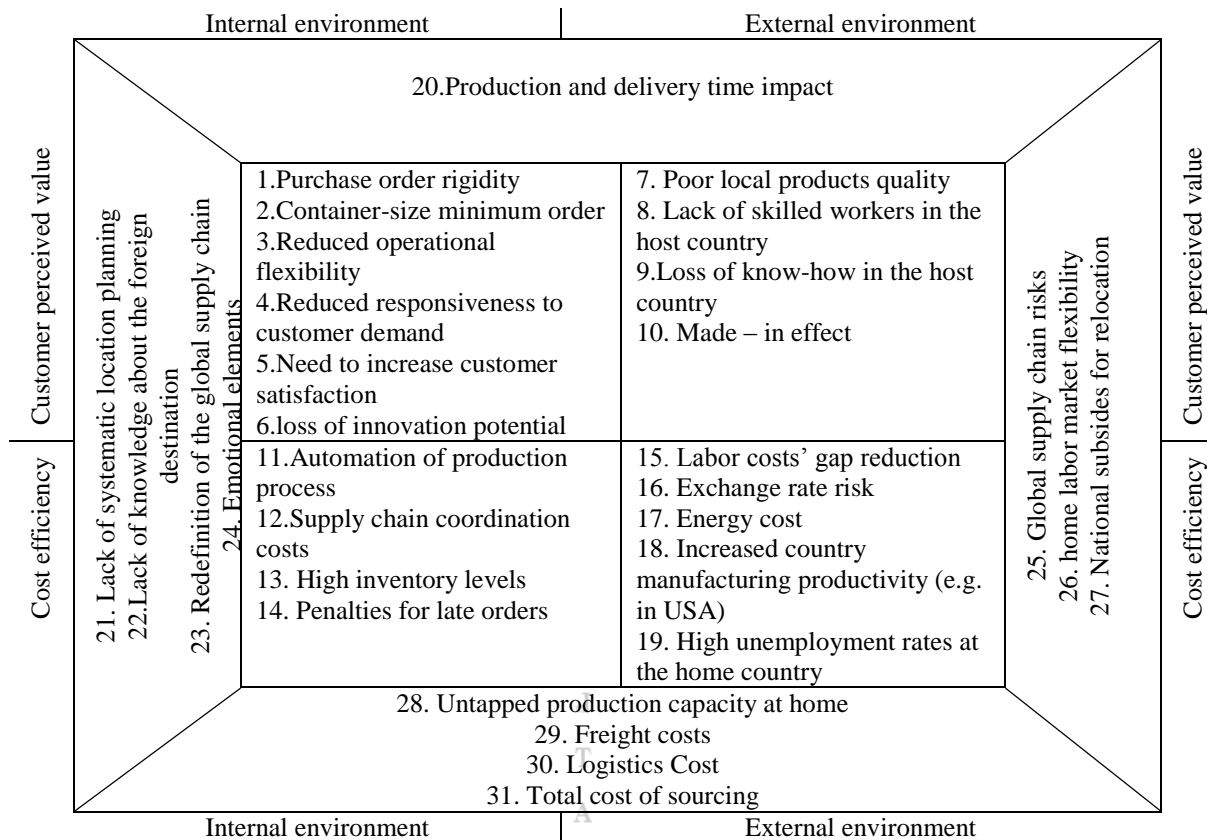 Internal environment
External environment
20.Production and delivery time impact
Customer perceived value
Cost efficiency
21. Lack of systematic location planning
22.Lack of knowledge about the foreign
destination
23. Redefinition of the global supply chain
24. Emotional elements
1.Purchase order rigidity
2.Container-size minimum order
3.Reduced operational
flexibility
4.Reduced responsiveness to
customer demand
5.Need to increase customer
satisfaction
6.loss of innovation potential
7. Poor local products quality
8. Lack of skilled workers in the
host country
9.Loss of know-how in the host
country
10. Made – in effect
11.Automation of production
process
12.Supply chain coordination
costs
13. High inventory levels
14. Penalties for late orders
15. Labor costs’ gap reduction
16. Exchange rate risk
17. Energy cost
18. Increased country
manufacturing productivity (e.g.
in USA)
19. High unemployment rates at
the home country
25. Global supply chain risks
26. home labor market flexibility
27. National subsides for relocation
Customer perceived value
Cost efficiency
28. Untapped production capacity at home
29. Freight costs
30. Logistics Cost
31. Total cost of sourcing
Internal environment
External environment